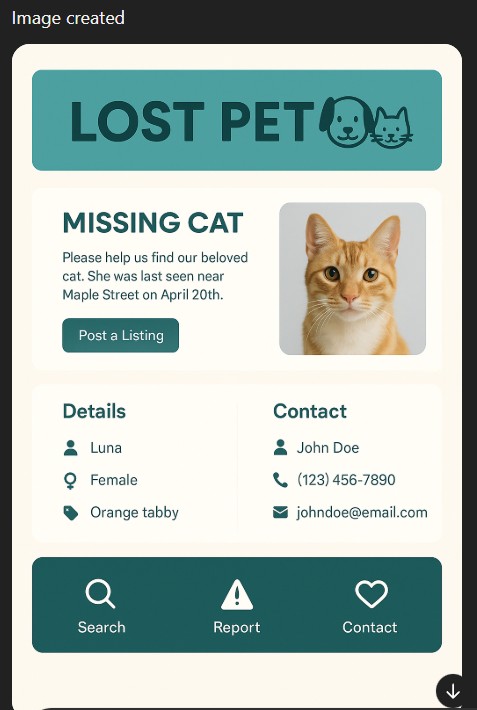 Image created
LOST PET
MISSING CAT
Please help us find our beloved
cat. She was last seen near
Maple Street on April 20th.
Post a Listing
Details
Luna
Female
Orange tabby
Contact
John Doe
(123) 456-7890
johndoe@email.com
Search
Report
Contact